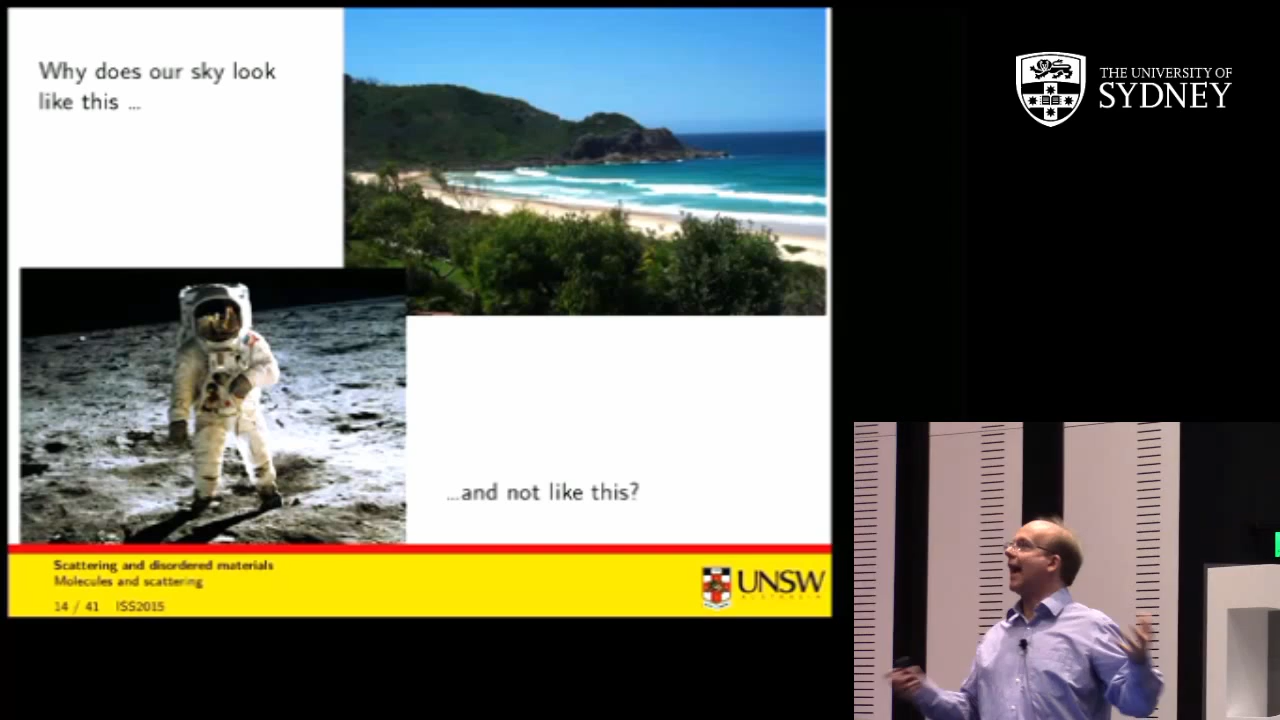 Why does our sky look
like this ...
...and not like this?
Scattering and disordered materials
Molecules and scattering
14 / 41 ISS2015
UNSW
AUSTRALIA
THE UNIVERSITY OF
SYDNEY